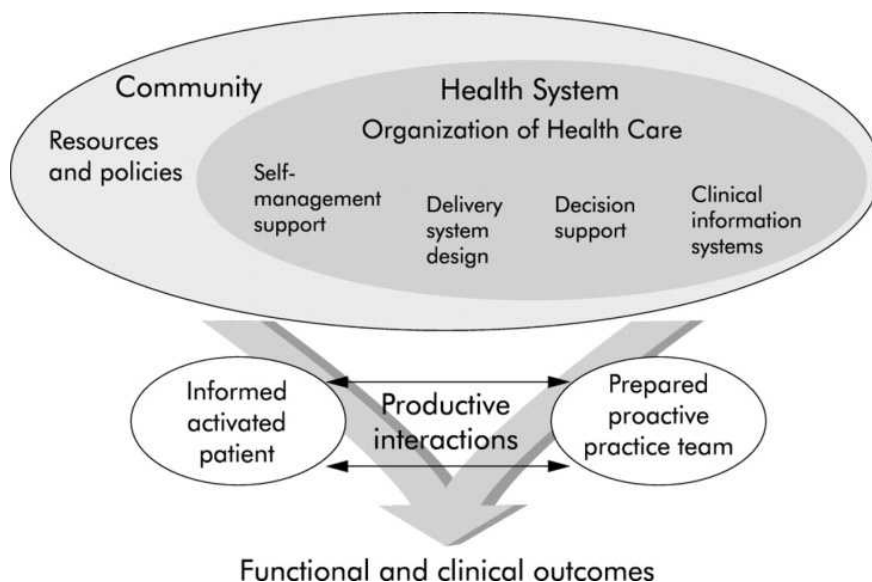 Community
Health System
Organization of Health Care
Resources
and policies
Self-
management
support
Delivery
system
design
Decision
support
Clinical
information
systems
Informed
activated
patient
Productive
interactions
Prepared
proactive
practice team
Functional and clinical outcomes